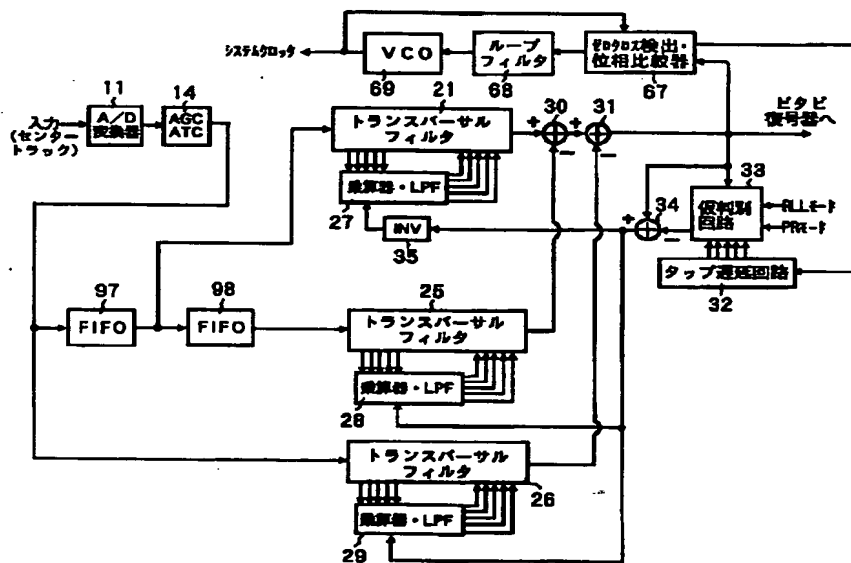 システムクロック
VCO
69
ループ
フィルタ
68
ゼロクロス検出・
位相比較器
67
11
A/D
変換器
入力
(センター
トラック)
14
AGC
ATC
21
トランスバーサル
フィルタ
乗算器・LPF
27
INV
35
30
+
-
31
+
-
ビタビ
復号器へ
33
仮判別
回路
RLLモード
PRモード
34
+
-
タップ遅延回路
32
97
FIFO
98
FIFO
25
トランスバーサル
フィルタ
乗算器・LPF
28
トランスバーサル
フィルタ
26
乗算器・LPF
29